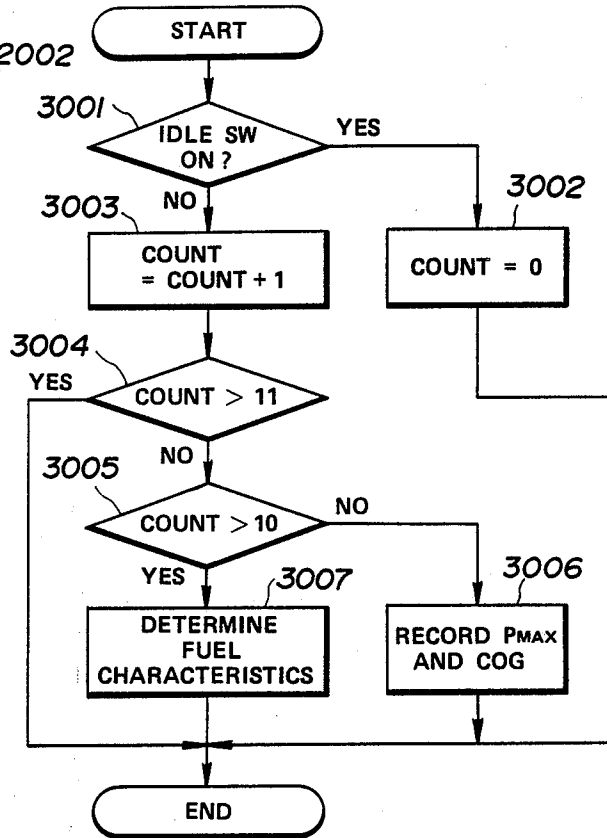 START
2002
3001
IDLE SW
ON ?
YES
NO
3002
COUNT = 0
3003
COUNT
= COUNT + 1
3004
YES
COUNT > 11
NO
3005
COUNT > 10
NO
YES
3007
DETERMINE
FUEL
CHARACTERISTICS
3006
RECORD PMAX
AND COG
END